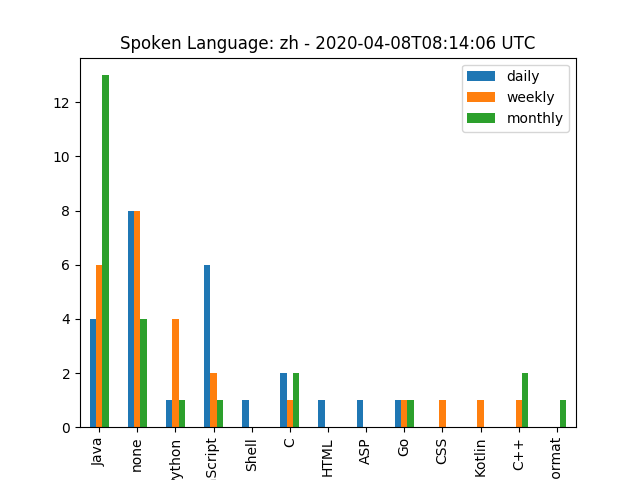 Spoken Language: zh - 2020-04-08T08:14:06 UTC
daily
weekly
monthly
12
10
8
6
4
2
0
Java
none
ython
Script
Shell
C
HTML
ASP
Go
CSS
Kotlin
C++
ormat